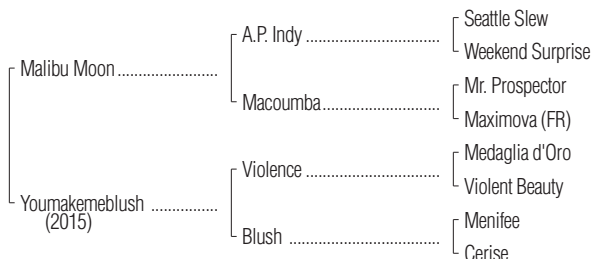 Seattle Slew
A.P. Indy ................................
Weekend Surprise
Malibu Moon ........................
Mr. Prospector
Macoumba............................
Maximova (FR)
Medaglia d'Oro
Violence ................................
Violent Beauty
Youmakemeblush ................
(2015)
Menifee
Blush ....................................
Cerise